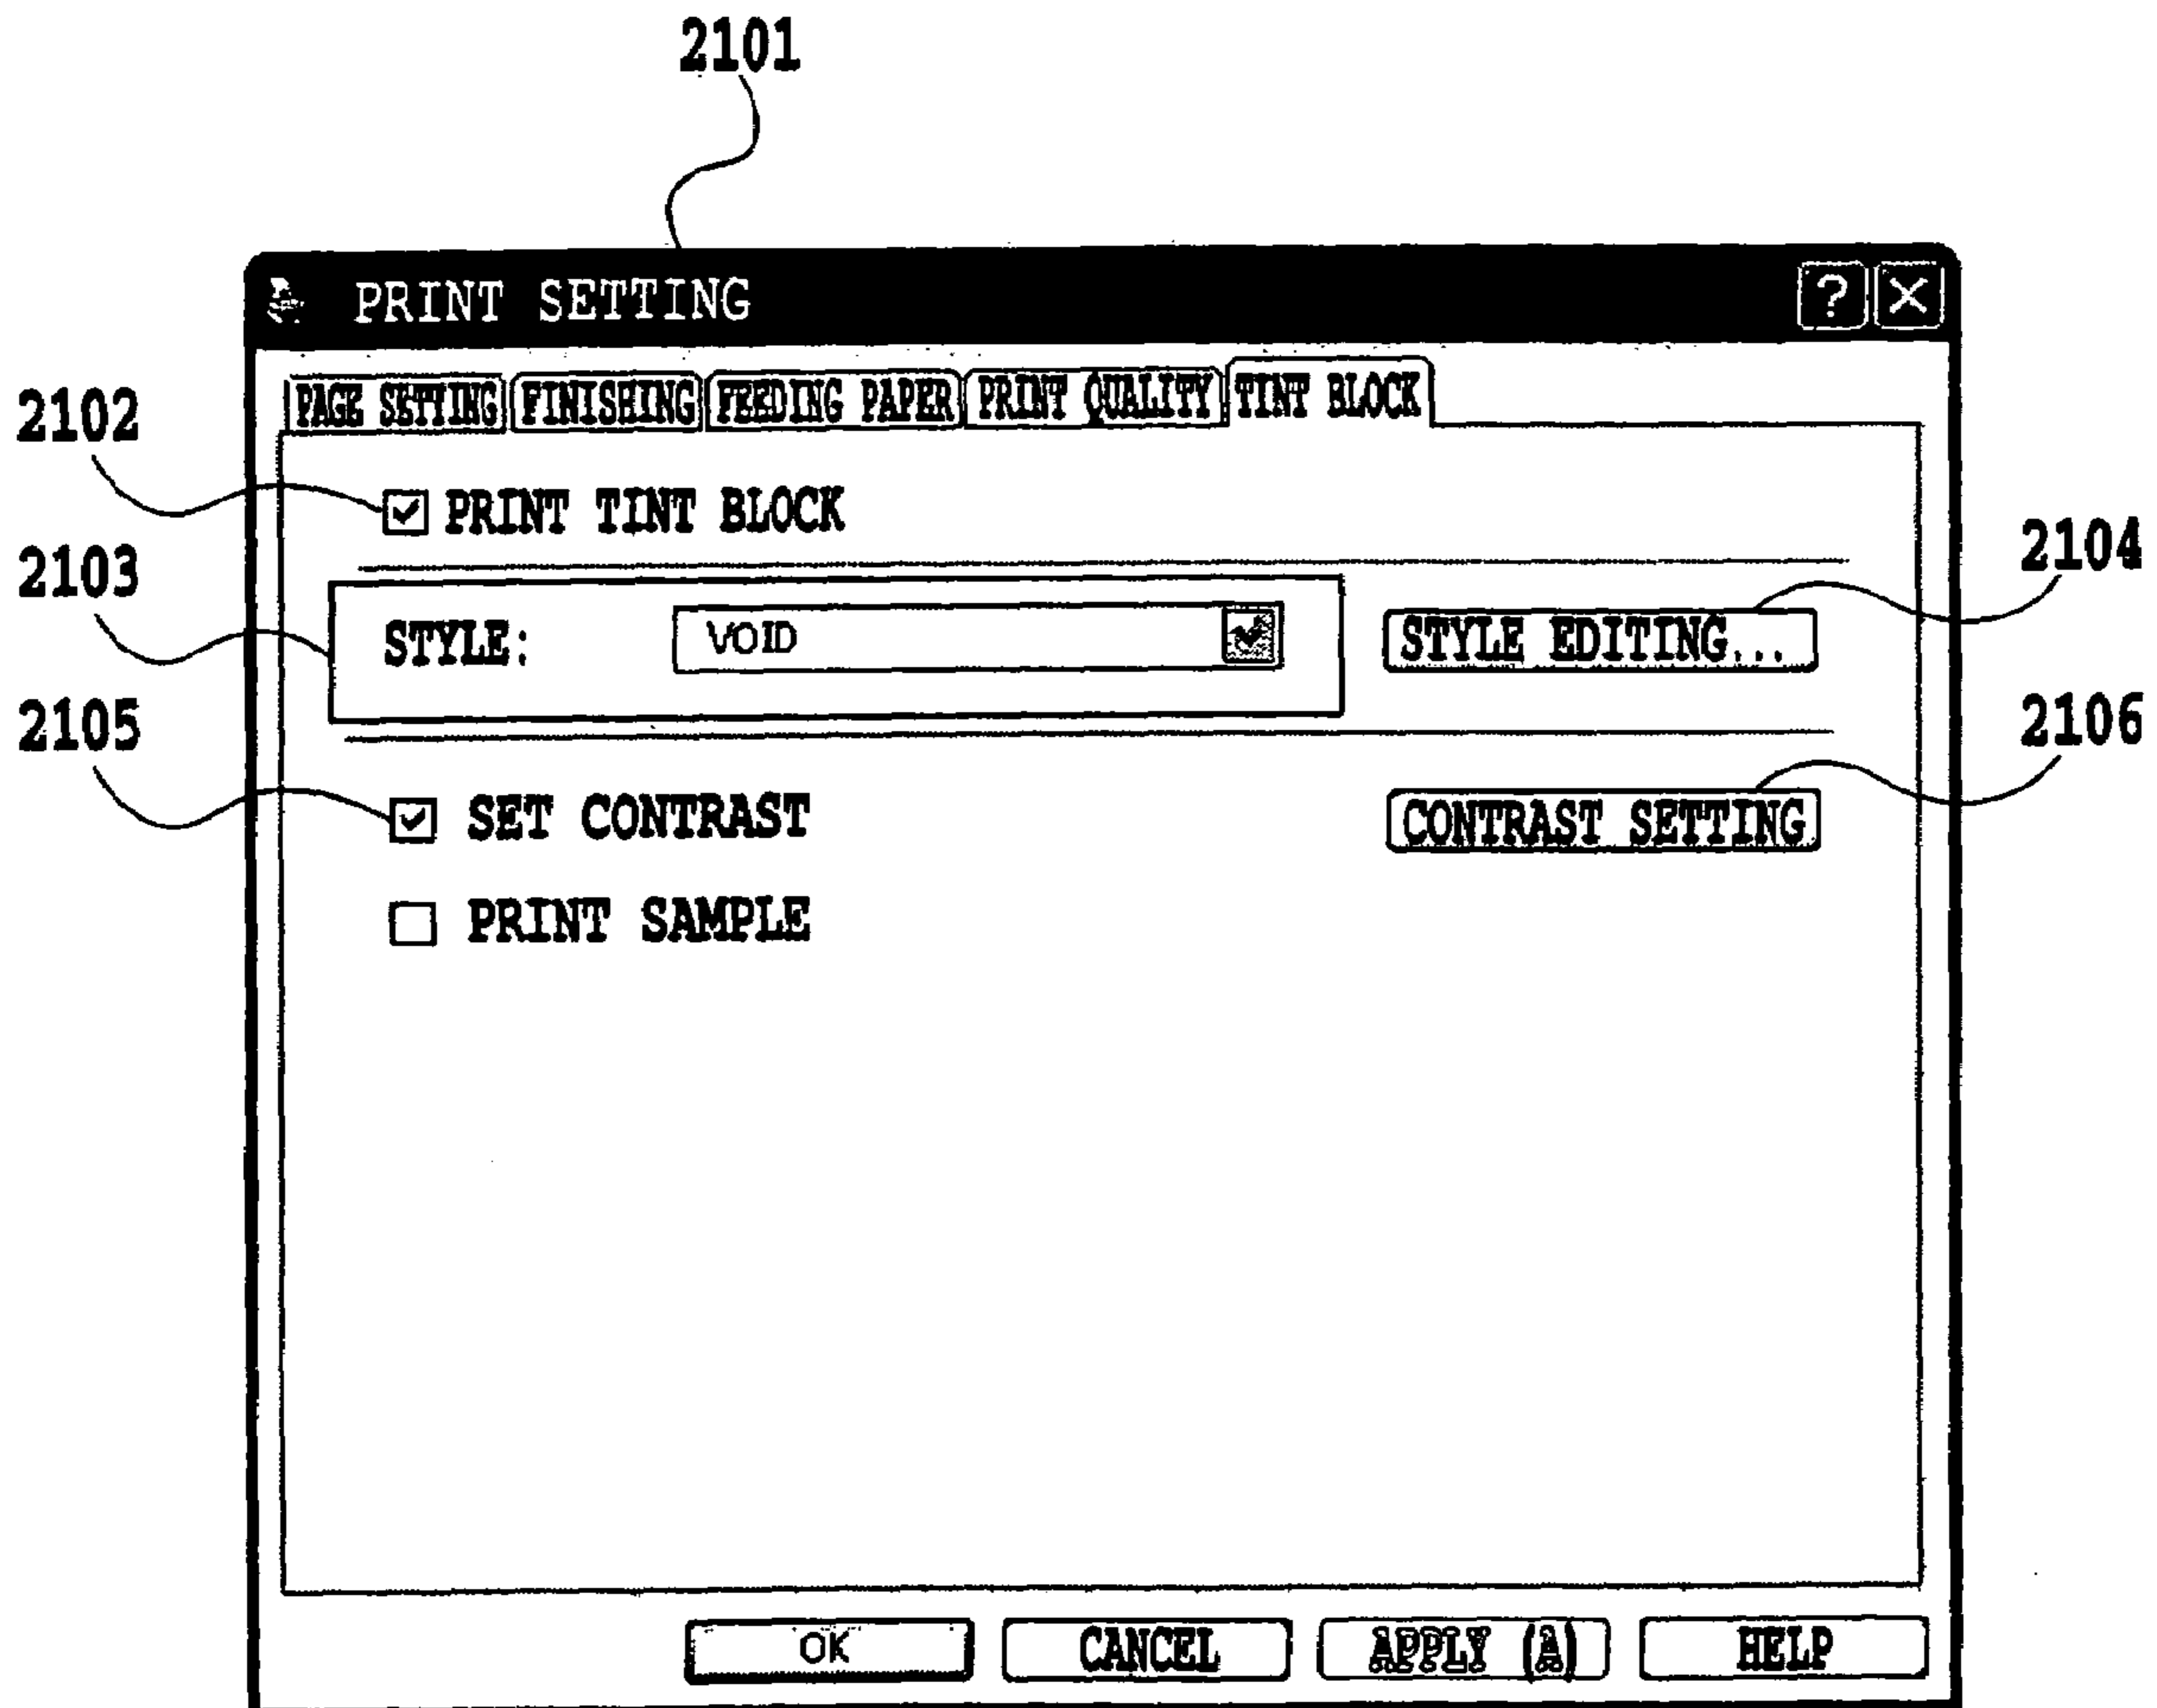 2101
PRINT SETTING ? X
PAGE SETTING FINISHING FEEDING PAPER PRINT QUALITY TINT BLOCK
2102
PRINT TINT BLOCK
2103
2104
STYLE: VOID STYLE EDITING...
2105
2106
SET CONTRAST CONTRAST SETTING
PRINT SAMPLE
OK CANCEL APPLY (A) HELP